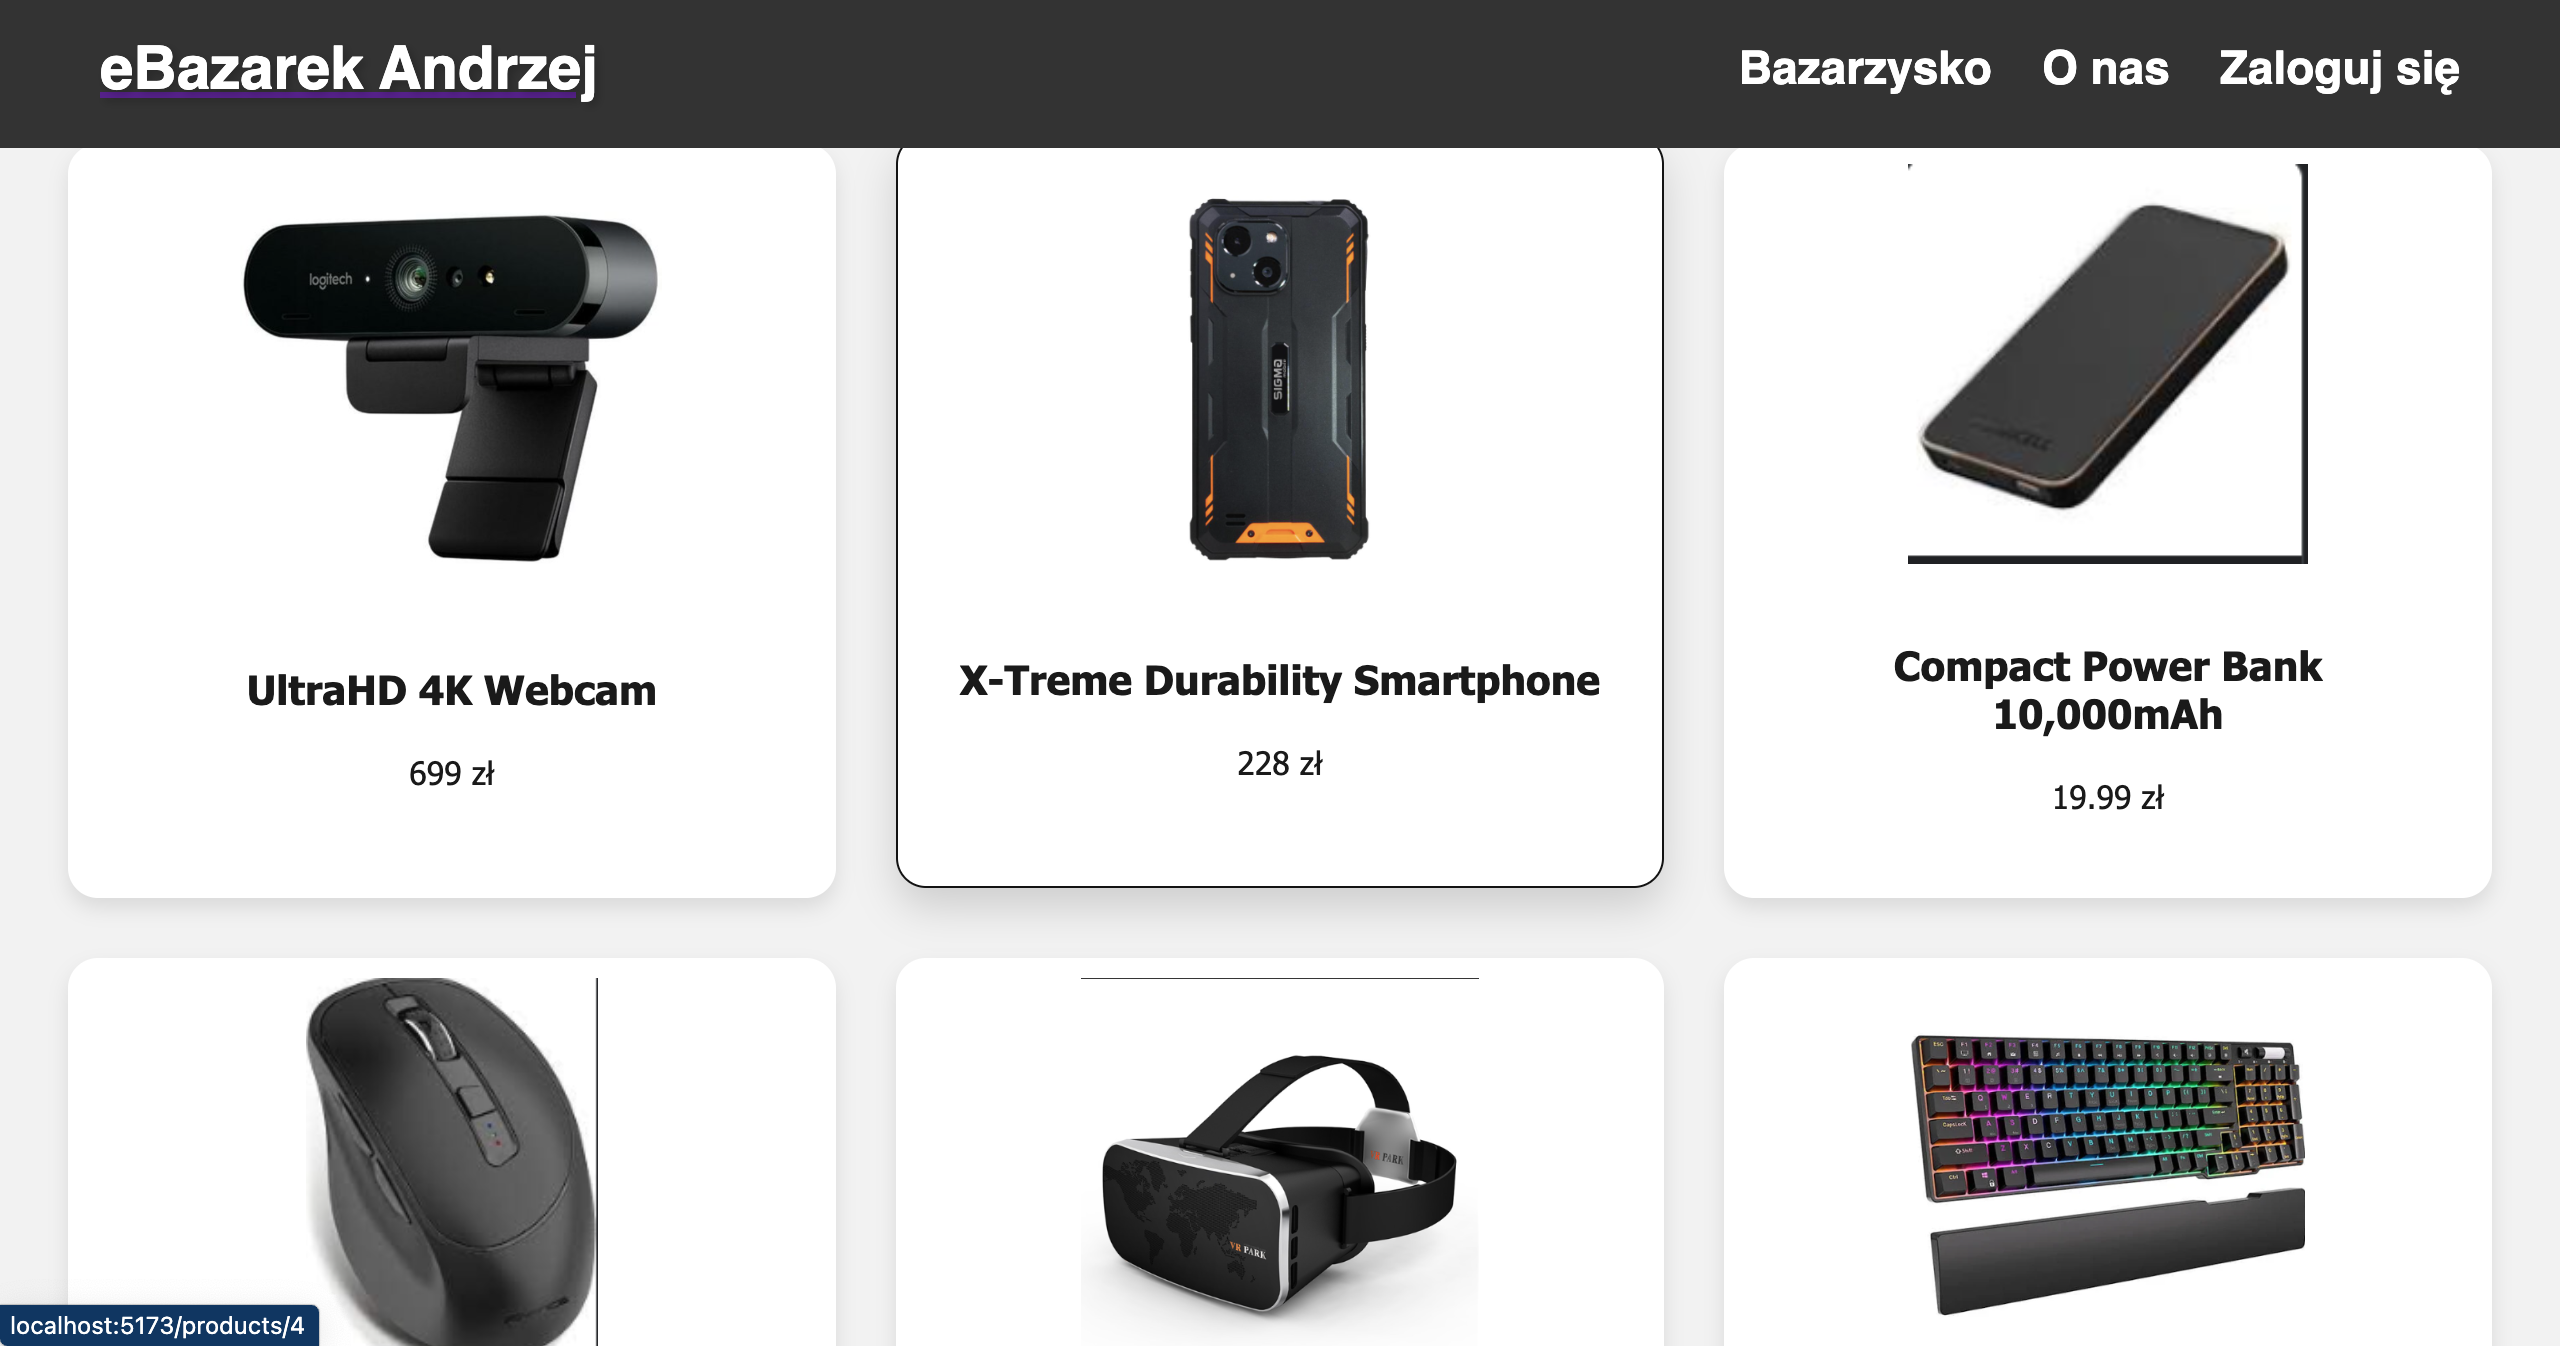 eBazarek Andrzej
Bazarzysko
O nas
Zaloguj się
logitech
SIGMA
UltraHD 4K Webcam
X-Treme Durability Smartphone
Compact Power Bank
10,000mAh
699 zł
228 zł
19.99 zł
PARK
VR PARK
localhost:5173/products/4